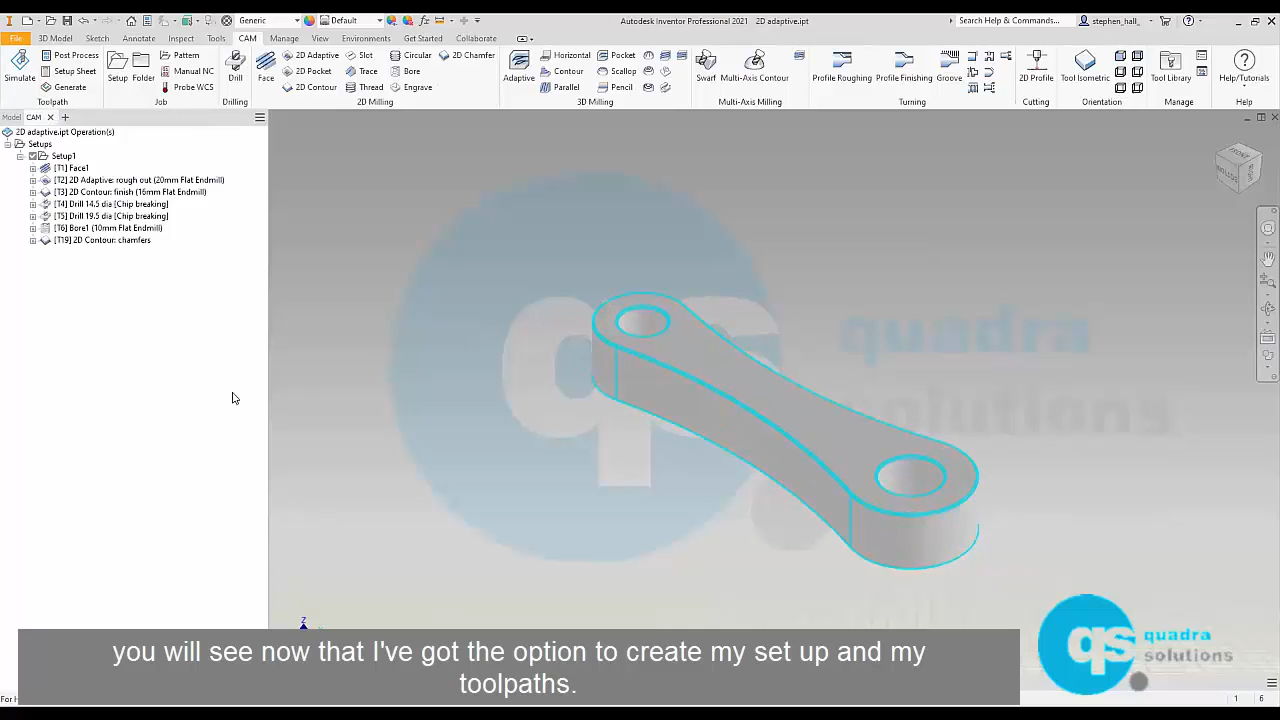 Generic
Default
Autodesk Inventor Professional 2021 2D adaptive.ipt
Search Help & Commands...
stephen_hall_
File 3D Model Sketch Annotate Inspect Tools CAM Manage View Environments Get Started Collaborate
Simulate
Post Process
Setup Sheet
Generate
Toolpath
Setup
Folder
Pattern
Manual NC
Probe WCS
Job
Drill
Drilling
Face
2D Adaptive
2D Pocket
2D Contour
Slot
Trace
Thread
Circular
Bore
Engrave
2D Chamfer
2D Milling
Adaptive
Horizontal
Contour
Parallel
Pocket
Scallop
Pencil
3D Milling
Swarf
Multi-Axis Contour
Multi-Axis Milling
Profile Roughing
Profile Finishing
Groove
Turning
2D Profile
Cutting
Tool Isometric
Orientation
Tool Library
Manage
Help/Tutorials
Help
Model CAM
2D adaptive.ipt Operation(s)
Setups
Setup1
[T1] Face1
[T2] 2D Adaptive: rough out (20mm Flat Endmill)
[T3] 2D Contour: finish (16mm Flat Endmill)
[T4] Drill 14.5 dia [Chip breaking]
[T5] Drill 19.5 dia [Chip breaking]
[T6] Bore1 (10mm Flat Endmill)
[T19] 2D Contour: chamfers
FRONT
quadra
solutions
Z
you will see now that I've got the option to create my set up and my
toolpaths.
qs quadra
solutions
1 6